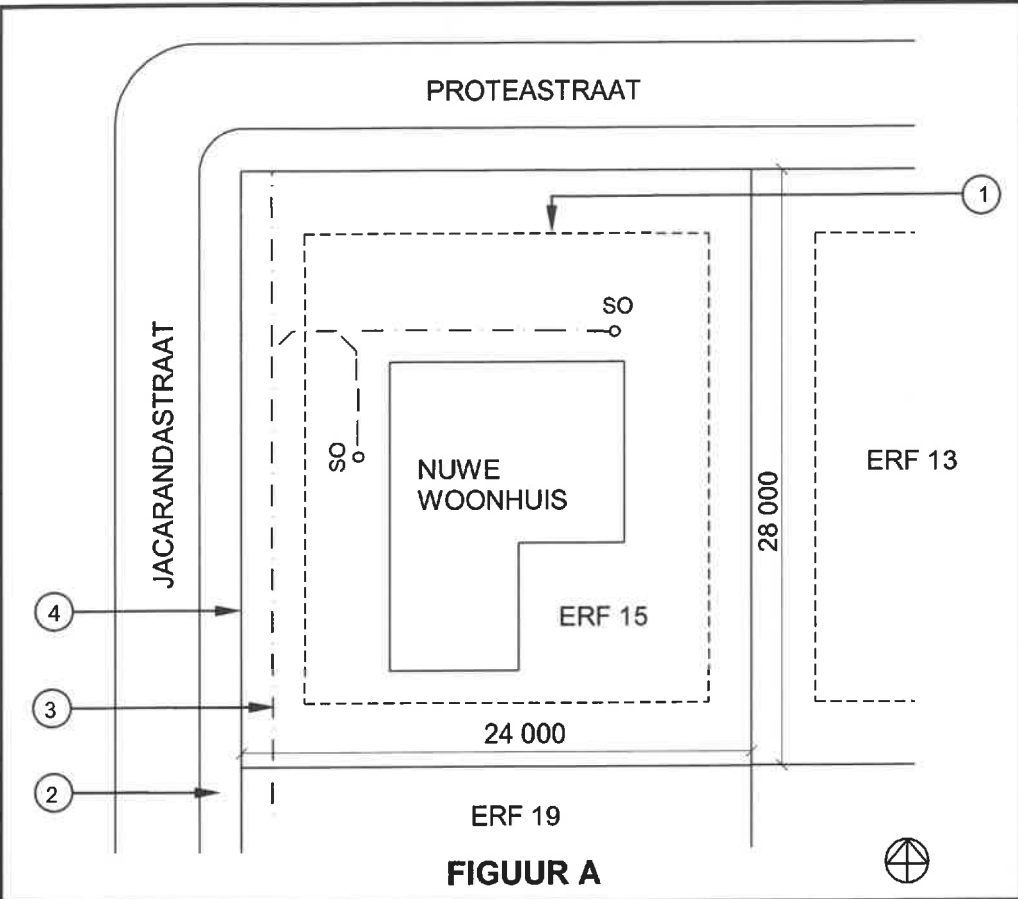 PROTEASTRAAT
1
SO
JACARANDASTRAAT
SO
NUWE
WOONHUIS
ERF 13
28 000
4
ERF 15
3
24 000
2
ERF 19
FIGUUR A